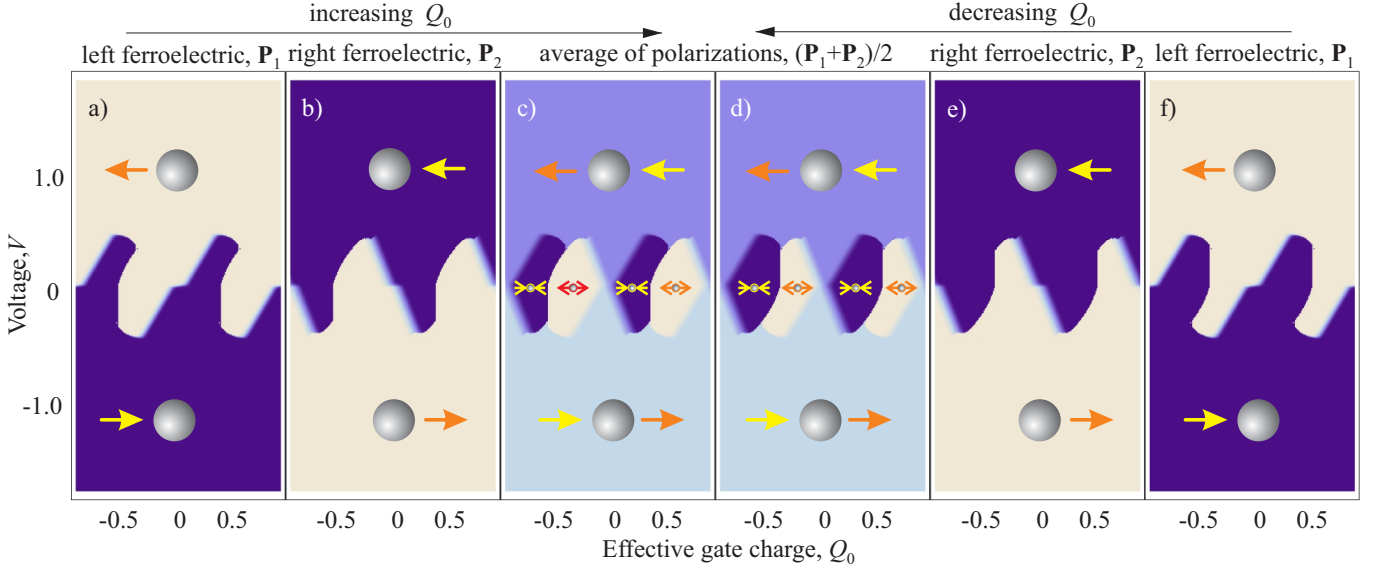 increasing Q₀ decreasing Q₀
left ferroelectric, P₁ right ferroelectric, P₂ average of polarizations, (P₁+P₂)/2 right ferroelectric, P₂ left ferroelectric, P₁
a) b) c) d) e) f)
1.0
Voltage, V
0
-1.0
-0.5 0 0.5 -0.5 0 0.5 -0.5 0 0.5 -0.5 0 0.5 -0.5 0 0.5 -0.5 0 0.5
Effective gate charge, Q₀